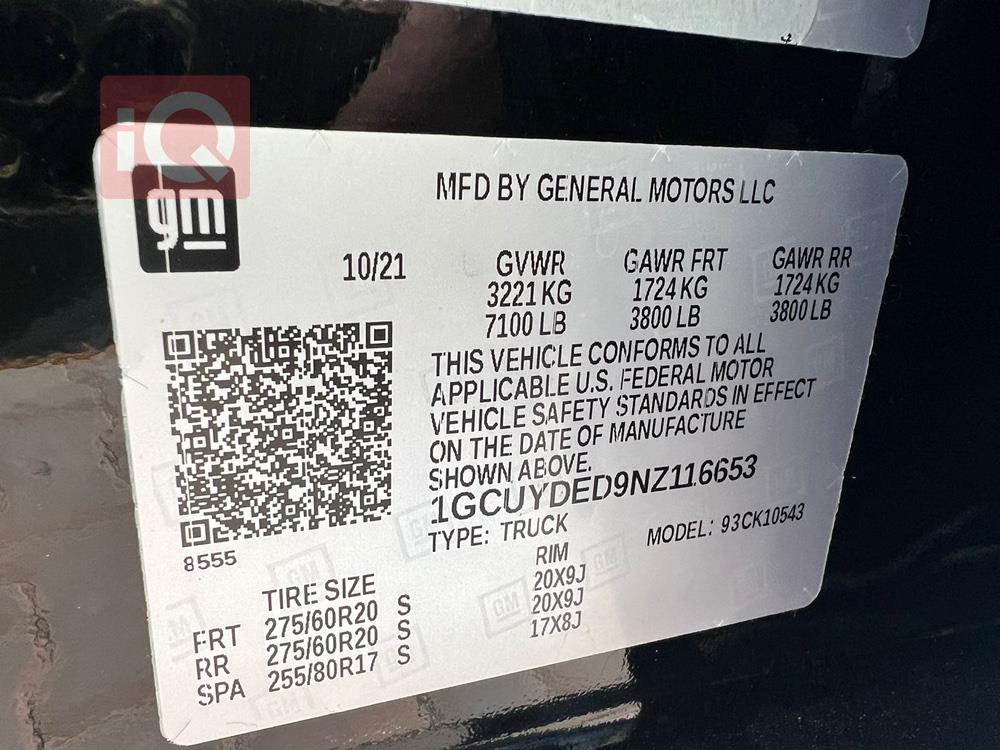 iQ
gm
MFD BY GENERAL MOTORS LLC
10/21 GVWR GAWR FRT GAWR RR
3221 KG 1724 KG 1724 KG
7100 LB 3800 LB 3800 LB
THIS VEHICLE CONFORMS TO ALL
APPLICABLE U.S. FEDERAL MOTOR
VEHICLE SAFETY STANDARDS IN EFFECT
ON THE DATE OF MANUFACTURE
SHOWN ABOVE.
1GCUYDED9NZ116653
TYPE: TRUCK MODEL: 93CK10543
8555
TIRE SIZE RIM
FRT 275/60R20 S 20X9J
RR 275/60R20 S 20X9J
SPA 255/80R17 S 17X8J